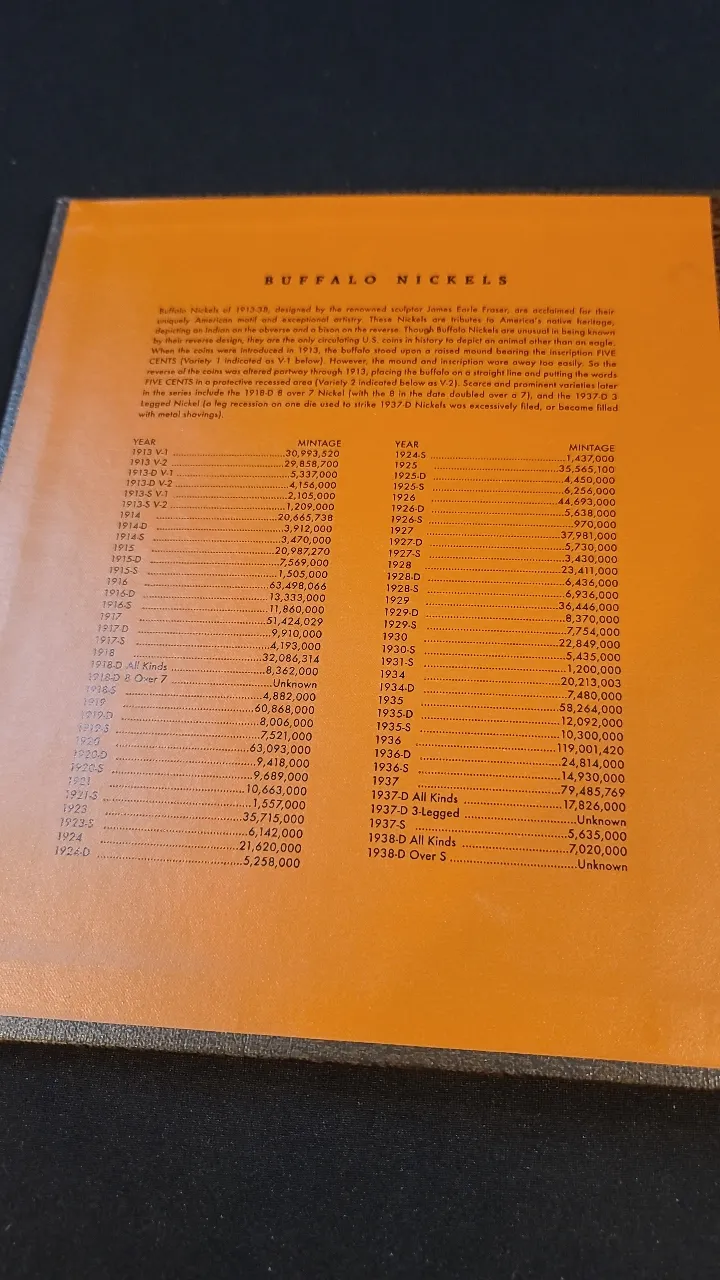 BUFFALO NICKELS
Buffalo Nickels of 1913-38, designed by the renowned sculptor James Earle Fraser, are acclaimed for their
uniquely American motif and exceptional artistry. These Nickels are tributes to America's native heritage,
depicting an Indian on the obverse and a bison on the reverse. Though Buffalo Nickels are unusual in being known
by their reverse design, they are the only circulating U.S. coins in history to depict an animal other than an eagle.
When the coins were introduced in 1913, the buffalo stood upon a raised mound bearing the inscription FIVE
CENTS (Variety 1 indicated as V-1 below). However, the mound and inscription wore away too easily. So the
reverse of the coins was altered partway through 1913, placing the buffalo on a straight line and putting the words
FIVE CENTS in a protective recessed area (Variety 2 indicated below as V-2). Scarce and prominent varieties later
in the series include the 1918-D 8 over 7 Nickel (with the 8 in the date doubled over a 7), and the 1937-D 3
Legged Nickel (a leg recession on one die used to strike 1937-D Nickels was excessively filed, or became filled
with metal shavings).
YEAR MINTAGE
1913 V-1 30,993,520
1913 V-2 29,858,700
1913-D V-1 5,337,000
1913-D V-2 4,156,000
1913-S V-1 2,105,000
1913-S V-2 1,209,000
1914 20,665,738
1914-D 3,912,000
1914-S 3,470,000
1915 20,987,270
1915-D 7,569,000
1915-S 1,505,000
1916 63,498,066
1916-D 13,333,000
1916-S 11,860,000
1917 51,424,029
1917-D 9,910,000
1917-S 4,193,000
1918 32,086,314
1918-D All Kinds 8,362,000
1918-D 8 Over 7 Unknown
1918-S 4,882,000
1919 60,868,000
1919-D 8,006,000
1919-S 7,521,000
1920 63,093,000
1920-D 9,418,000
1920-S 9,689,000
1921 10,663,000
1921-S 1,557,000
1923 35,715,000
1923-S 6,142,000
1924 21,620,000
1924-D 5,258,000
YEAR MINTAGE
1924-S 1,437,000
1925 35,565,100
1925-D 4,450,000
1925-S 6,256,000
1926 44,693,000
1926-D 5,638,000
1926-S 970,000
1927 37,981,000
1927-D 5,730,000
1927-S 3,430,000
1928 23,411,000
1928-D 6,436,000
1928-S 6,936,000
1929 36,446,000
1929-D 8,370,000
1929-S 7,754,000
1930 22,849,000
1930-S 5,435,000
1931-S 1,200,000
1934 20,213,003
1934-D 7,480,000
1935 58,264,000
1935-D 12,092,000
1935-S 10,300,000
1936 119,001,420
1936-D 24,814,000
1936-S 14,930,000
1937 79,485,769
1937-D All Kinds 17,826,000
1937-D 3-Legged Unknown
1937-S 5,635,000
1938-D All Kinds 7,020,000
1938-D Over S Unknown